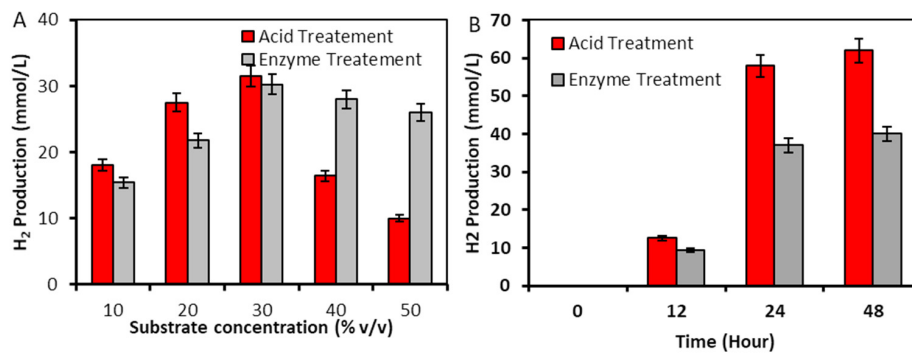 A
H₂ Production (mmol/L)
40
30
20
10
0
Acid Treatement
Enzyme Treatement
10 20 30 40 50
Substrate concentration (% v/v)
B
H2 Production (mmol/L)
70
60
50
40
30
20
10
0
Acid Treatment
Enzyme Treatment
0 12 24 48
Time (Hour)